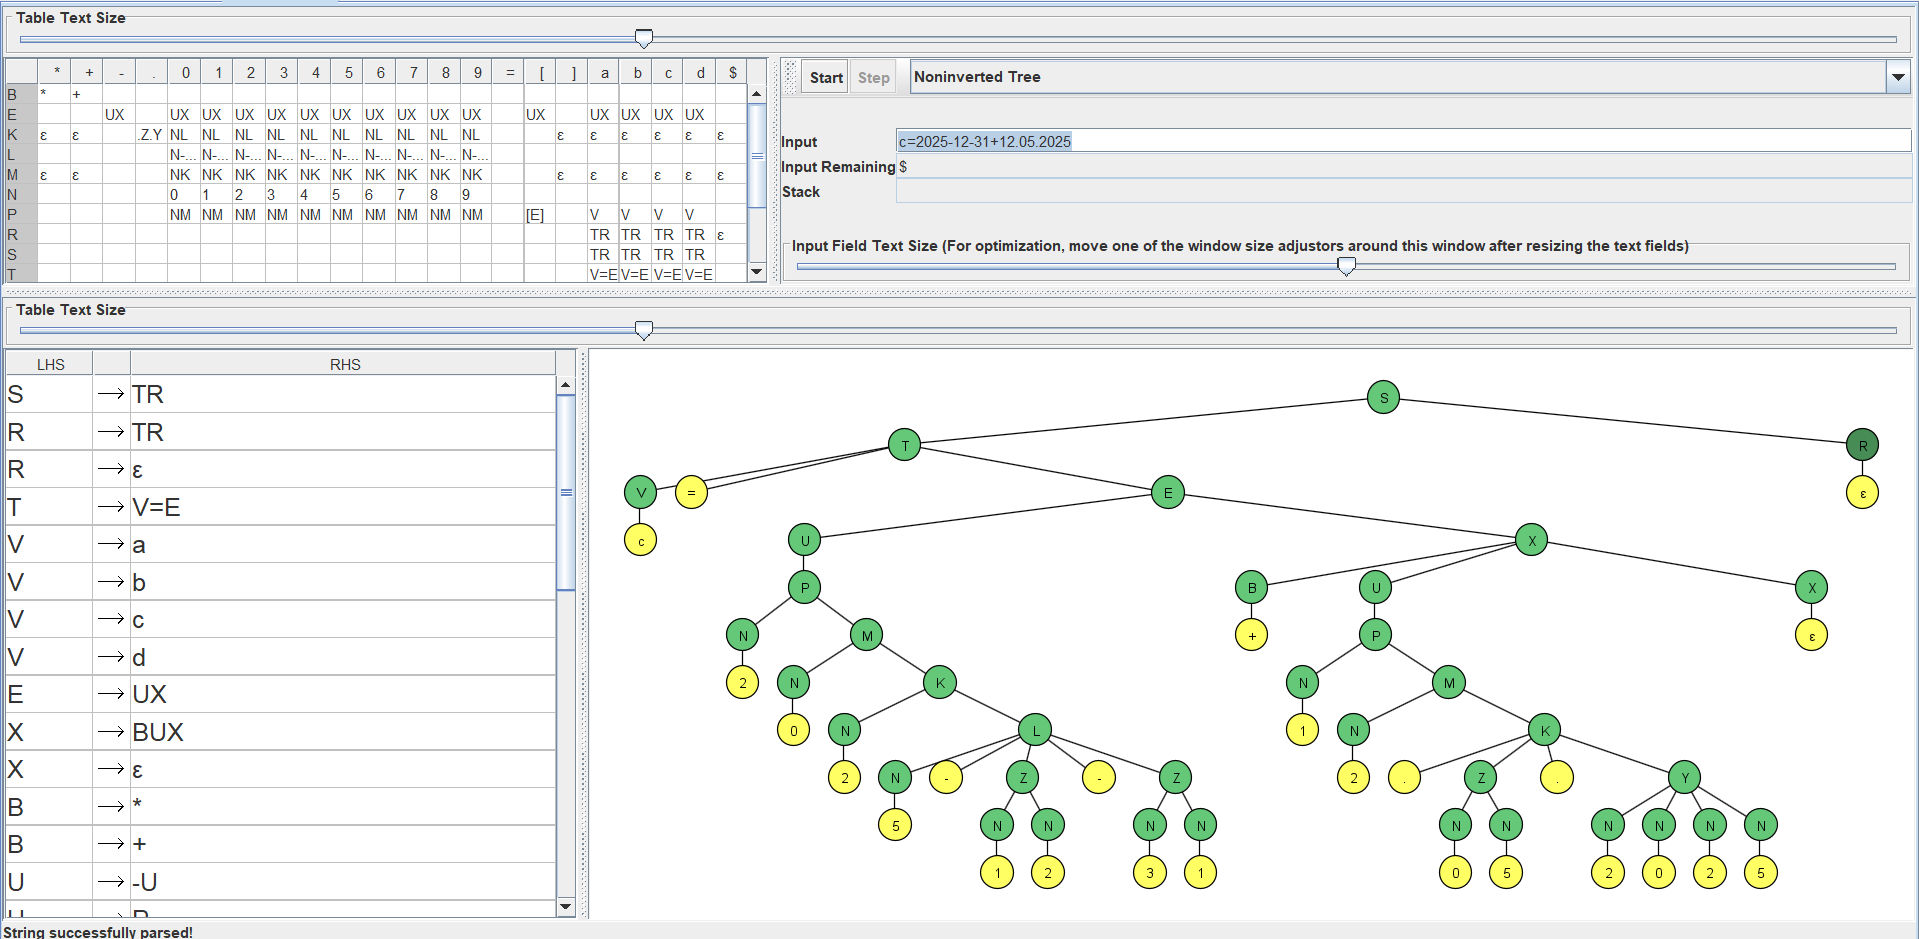 Table Text Size
* + - . 0 1 2 3 4 5 6 7 8 9 = [ ] a b c d $
B * +
E UX UX UX UX UX UX UX UX UX UX UX UX UX UX UX UX
K ε ε .Z.Y NL NL NL NL NL NL NL NL NL NL ε ε ε ε ε ε
L N-... N-... N-... N-... N-... N-... N-... N-... N-... N-...
M ε ε NK NK NK NK NK NK NK NK NK NK ε ε ε ε ε ε
N 0 1 2 3 4 5 6 7 8 9
P NM NM NM NM NM NM NM NM NM NM [E] V V V V
R TR TR TR TR ε
S TR TR TR TR
T V=E V=E V=E V=E
Start Step Noninverted Tree
Input c=2025-12-31+12.05.2025
Input Remaining $
Stack
Input Field Text Size (For optimization, move one of the window size adjustors around this window after resizing the text fields)
Table Text Size
LHS RHS
S → TR
R → TR
R → ε
T → V=E
V → a
V → b
V → c
V → d
E → UX
X → BUX
X → ε
B → *
B → +
U → -U
S
T R
V = E ε
c U X
P B U X
N M + P ε
2 N K N M
0 N L 1 N K
2 N - Z - Z 2 . Z . Y
5 N N N N N N N N N N
1 2 3 1 0 5 2 0 2 5
String successfully parsed!